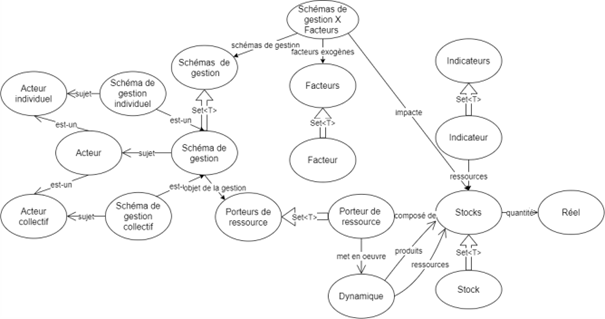 Schémas de
gestion X
Facteurs
schémas de gestion
facteurs exogènes
Schémas de
gestion
Facteurs
Indicateurs
Acteur
individuel
sujet
Schéma de
gestion
individuel
Set<T>
Set<T>
impacte
Set<T>
est-un
est-un
Acteur
sujet
Schéma de
gestion
Facteur
Indicateur
est-un
est-
objet de la gestion
ressources
Acteur
collectif
sujet
Schéma de
gestion
collectif
Porteurs de
ressource
Set<T>
Porteur de
ressource
composé de
Stocks
quantité
Réel
met en oeuvre
produits
ressources
Set<T>
Dynamique
Stock